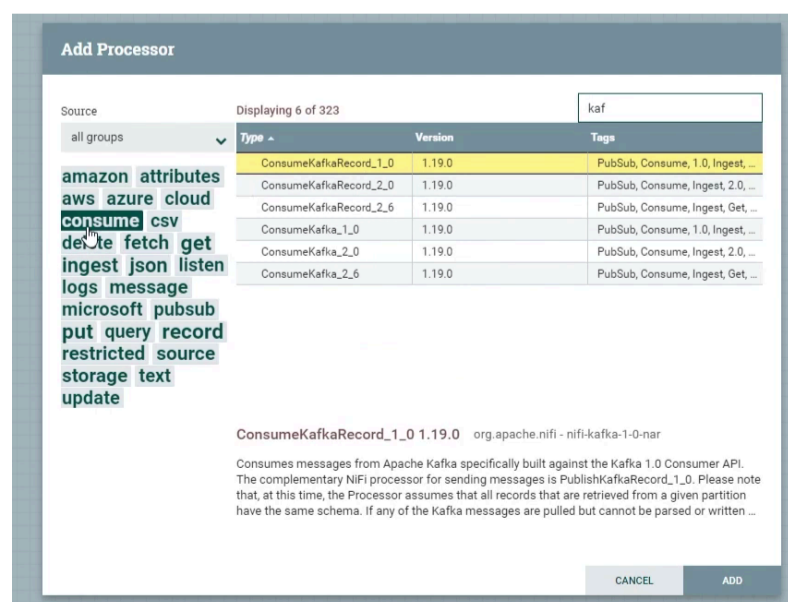 Add Processor
Source
Displaying 6 of 323
kaf
all groups
Type Version Tags
ConsumeKafkaRecord_1_0 1.19.0 PubSub, Consume, 1.0, Ingest, ...
ConsumeKafkaRecord_2_0 1.19.0 PubSub, Consume, Ingest, 2.0, ...
ConsumeKafkaRecord_2_6 1.19.0 PubSub, Consume, Ingest, Get, ...
ConsumeKafka_1_0 1.19.0 PubSub, Consume, 1.0, Ingest, ...
ConsumeKafka_2_0 1.19.0 PubSub, Consume, Ingest, 2.0, ...
ConsumeKafka_2_6 1.19.0 PubSub, Consume, Ingest, Get, ...
amazon attributes
aws azure cloud
consume csv
fetch get
ingest json listen
logs message
microsoft pubsub
put query record
restricted source
storage text
update
ConsumeKafkaRecord_1_0 1.19.0 org.apache.nifi - nifi-kafka-1-0-nar
Consumes messages from Apache Kafka specifically built against the Kafka 1.0 Consumer API.
The complementary NiFi processor for sending messages is PublishKafkaRecord_1_0. Please note
that, at this time, the Processor assumes that all records that are retrieved from a given partition
have the same schema. If any of the Kafka messages are pulled but cannot be parsed or written ...
CANCEL ADD